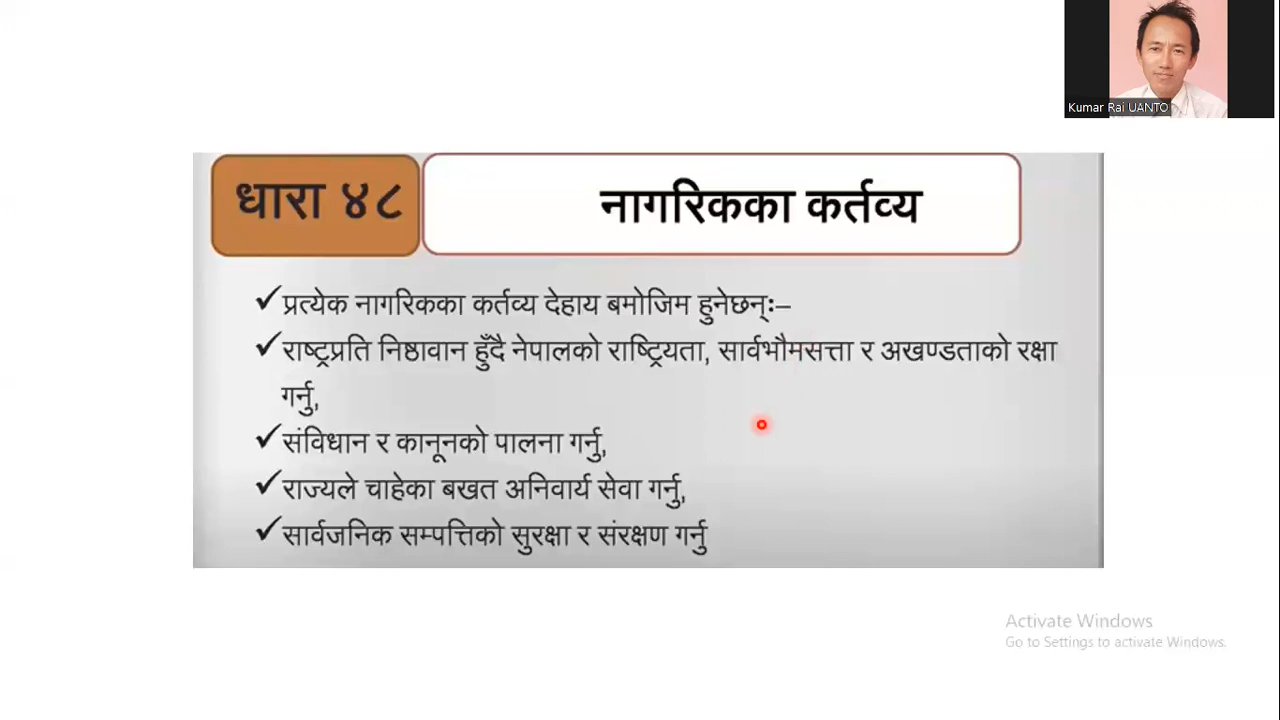 Kumar Rai UANTO
धारा ४८
नागरिकका कर्तव्य
✓प्रत्येक नागरिकका कर्तव्य देहाय बमोजिम हुनेछन्ः–
✓राष्ट्रप्रति निष्ठावान हुँदै नेपालको राष्ट्रियता, सार्वभौमसत्ता र अखण्डताको रक्षा
गर्नु,
✓संविधान र कानूनको पालना गर्नु,
✓राज्यले चाहेका बखत अनिवार्य सेवा गर्नु,
✓सार्वजनिक सम्पत्तिको सुरक्षा र संरक्षण गर्नु
Activate Windows
Go to Settings to activate Windows.